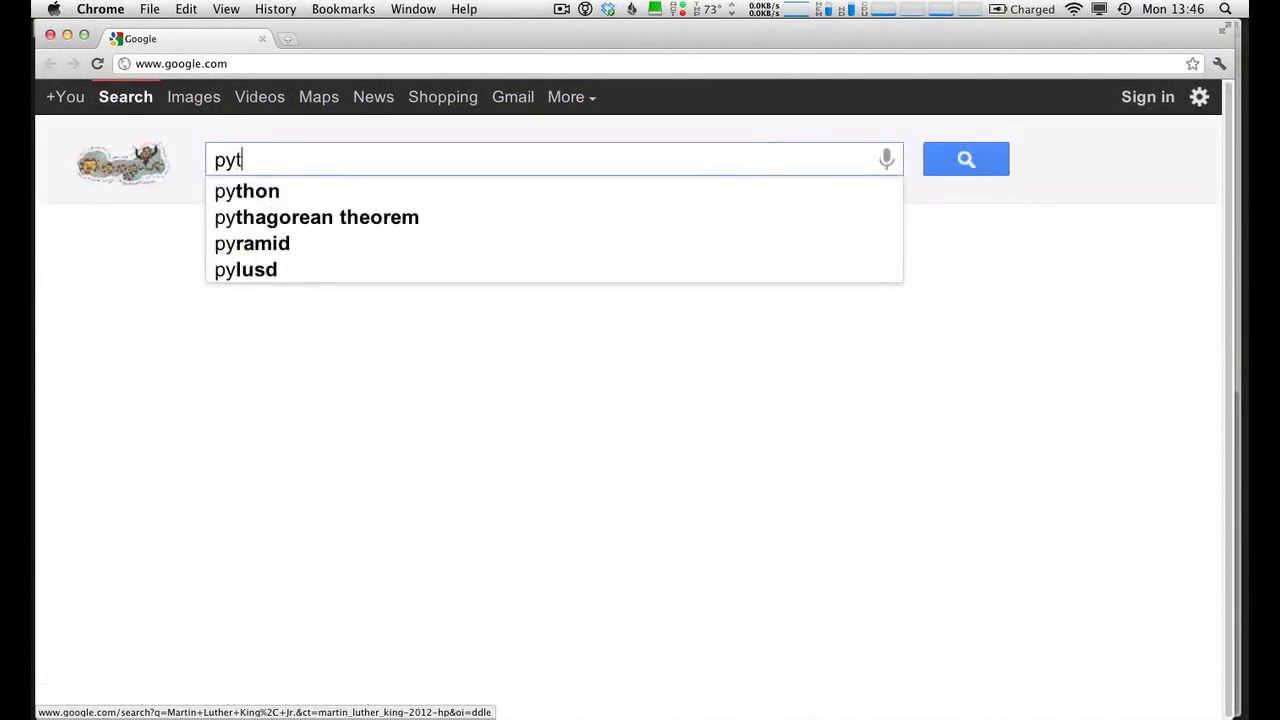 Chrome File Edit View History Bookmarks Window Help 73° 0.0KB/s 0.0KB/s Charged Mon 13:46
Google
www.google.com
+You Search Images Videos Maps News Shopping Gmail More Sign in
pyt
python
pythagorean theorem
pyramid
pylusd
www.google.com/search?q=Martin+Luther+King%2C+Jr.&ct=martin_luther_king-2012-hp&oi=ddle